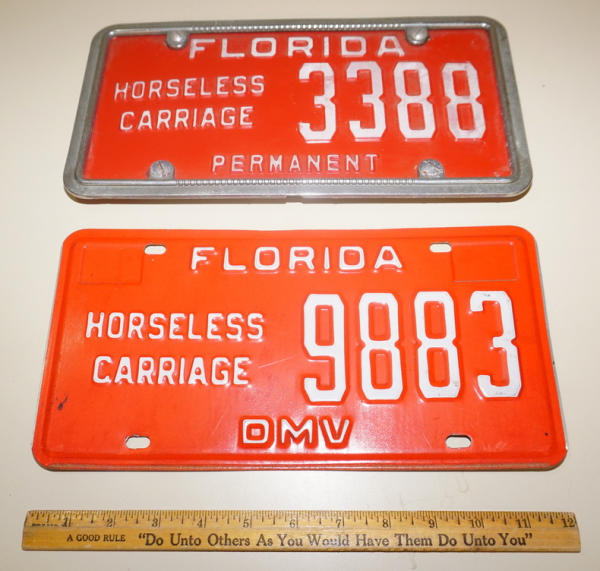 FLORIDA
HORSELESS
CARRIAGE
3388
PERMANENT
FLORIDA
HORSELESS
CARRIAGE
9883
DMV
1 2 3 4 5 6 7 8 9 10 11 12
A GOOD RULE "Do Unto Others As You Would Have Them Do Unto You"